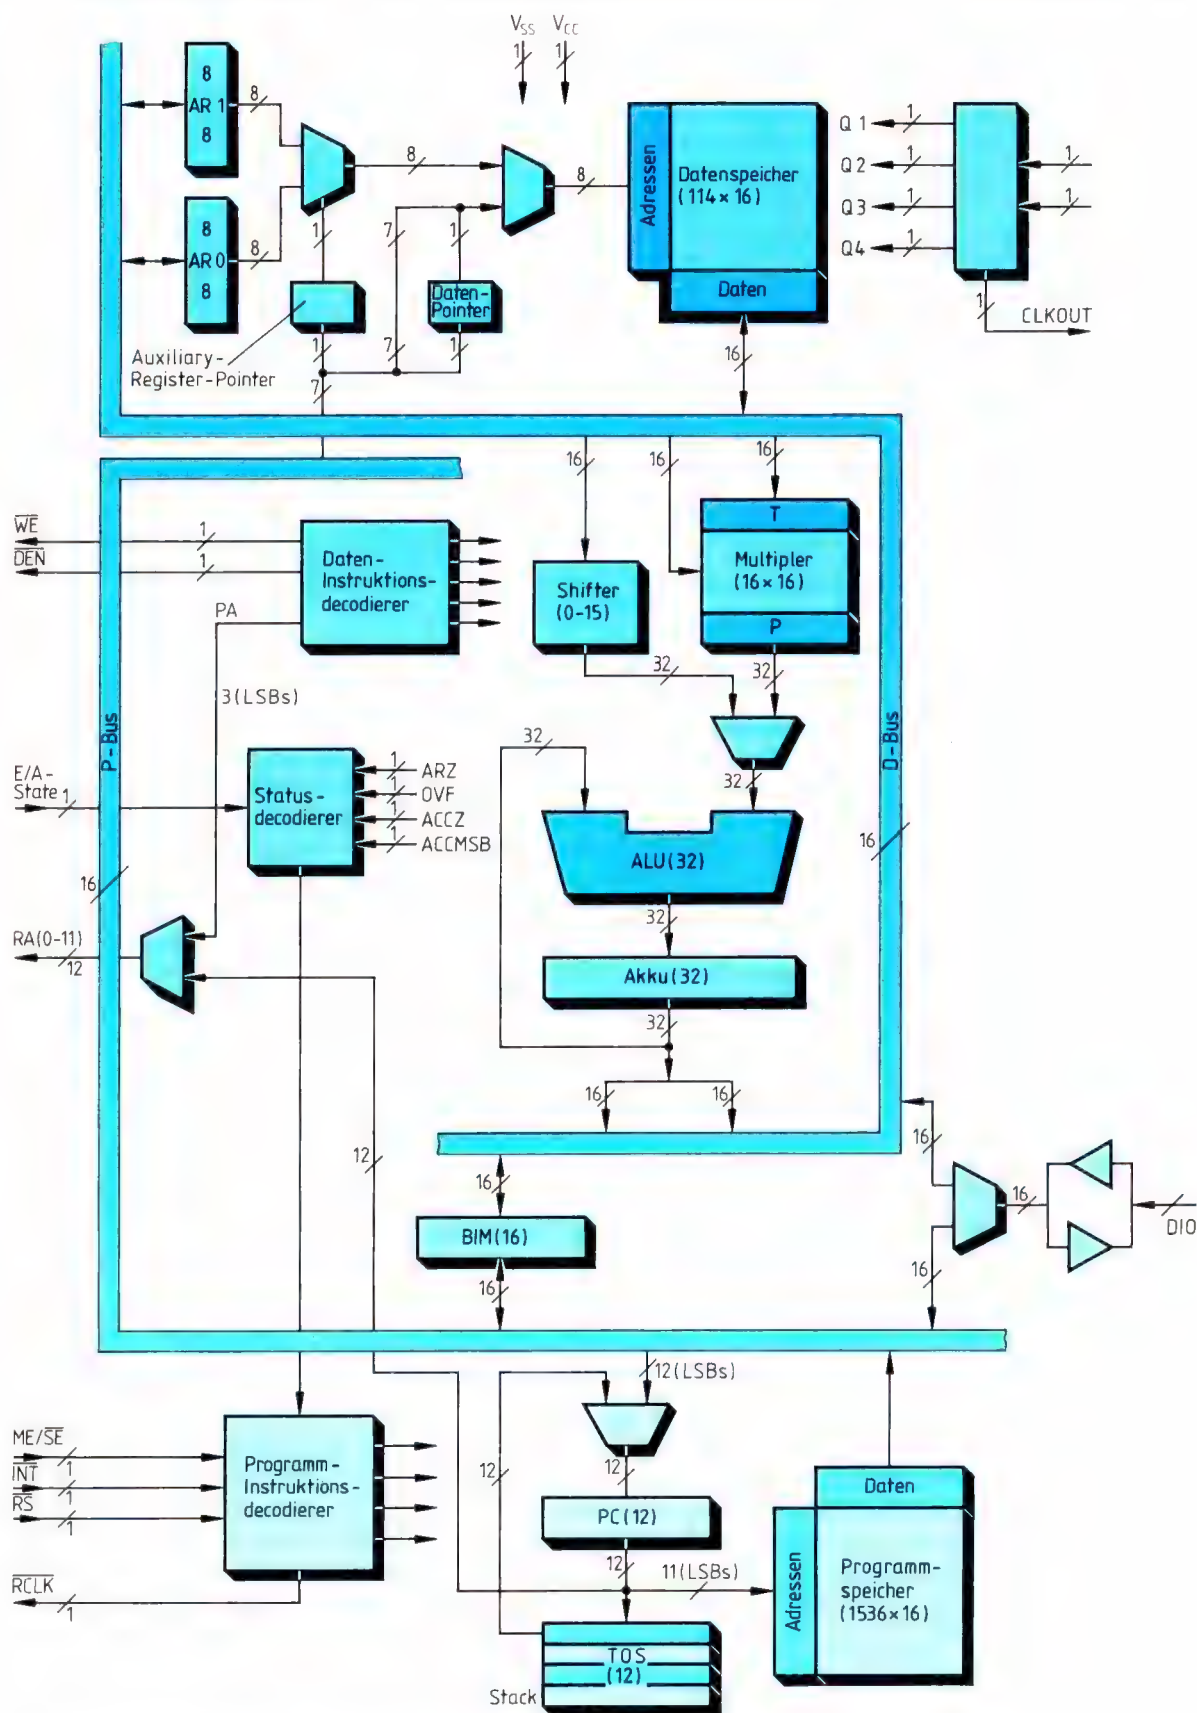 VSS VCC
1 1
8
AR 1
8
8
8
AR 0
8
8
8
8
1
7
1
Auxiliary-
Register-Pointer
1
7
7
Daten-
Pointer
1
Adressen
Datenspeicher
(114×16)
Daten
16
Q1 1
Q2 1
Q3 1
Q4 1
1
1
1 CLKOUT
WE 1
DEN 1
PA
3(LSBs)
Daten-
Instruktions-
decodierer
16
16
16
Shifter
(0-15)
T
Multipler
(16×16)
P
32
32
32
32
P-Bus
16
D-Bus
16
E/A-
State 1
Status-
decodierer
1 ARZ
1 OVF
1 ACCZ
1 ACCMSB
ALU(32)
32
Akku(32)
32
16
16
RA(0-11)
12
12
16
BIM(16)
16
16
16
16
DIO
12(LSBs)
12
12
PC(12)
12
11(LSBs)
TOS
(12)
Stack
ME/SE 1
INT 1
RS 1
RCLK 1
Programm-
Instruktions-
decodierer
Daten
Adressen
Programm-
speicher
(1536×16)